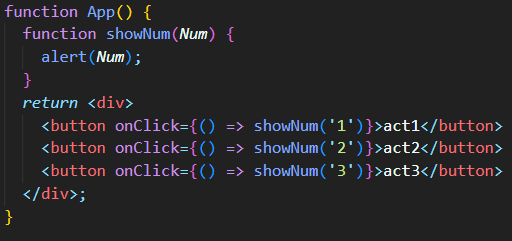 function App() {
  function showNum(Num) {
    alert(Num);
  }
  return <div>
    <button onClick={() => showNum('1')}>act1</button>
    <button onClick={() => showNum('2')}>act2</button>
    <button onClick={() => showNum('3')}>act3</button>
  </div>;
}